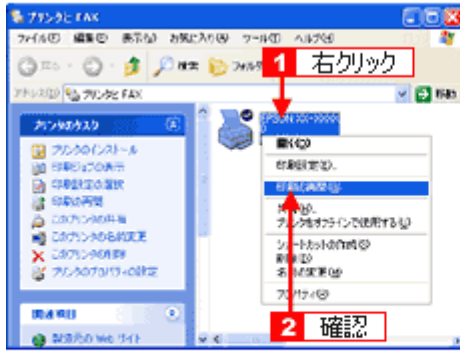 プリンタと FAX
ファイル(F) 編集(E) 表示(V) お気に入り(A) ツール(T) ヘルプ(H)
戻る 検索 フォルダ
1 右クリック
アドレス(D) プリンタと FAX 移動
プリンタのタスク
プリンタのインストール
印刷ジョブの表示
印刷設定の選択
印刷の再開
このプリンタの共有
このプリンタの名前変更
このプリンタの削除
プリンタのプロパティの設定
関連項目
製造元の Web サイト
EPSON XX-XXXX
開く(O)
印刷設定(E)...
印刷の再開(G)
プリンタをオフラインで使用する(U)
ショートカットの作成(S)
削除(D)
名前の変更(M)
プロパティ(R)
2 確認